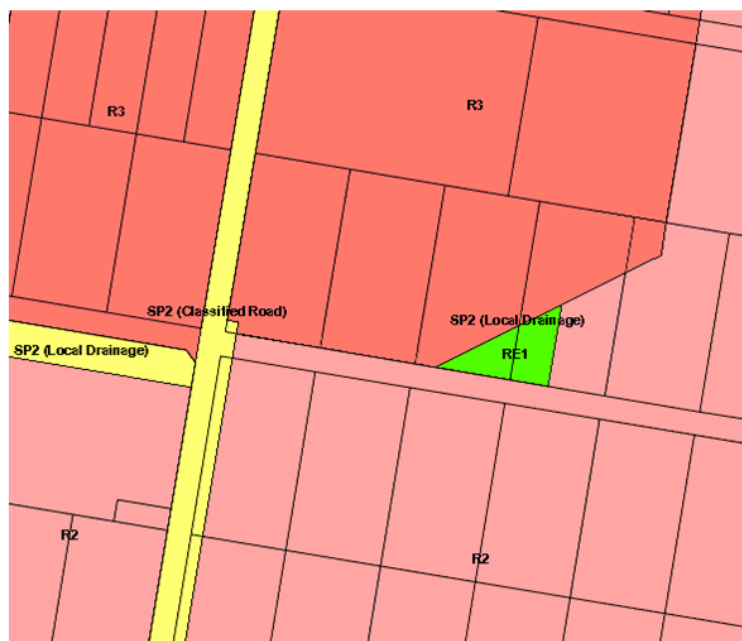 R3
R3
SP2 (Classified Road)
SP2 (Local Drainage)
SP2 (Local Drainage)
RE1
R2
R2